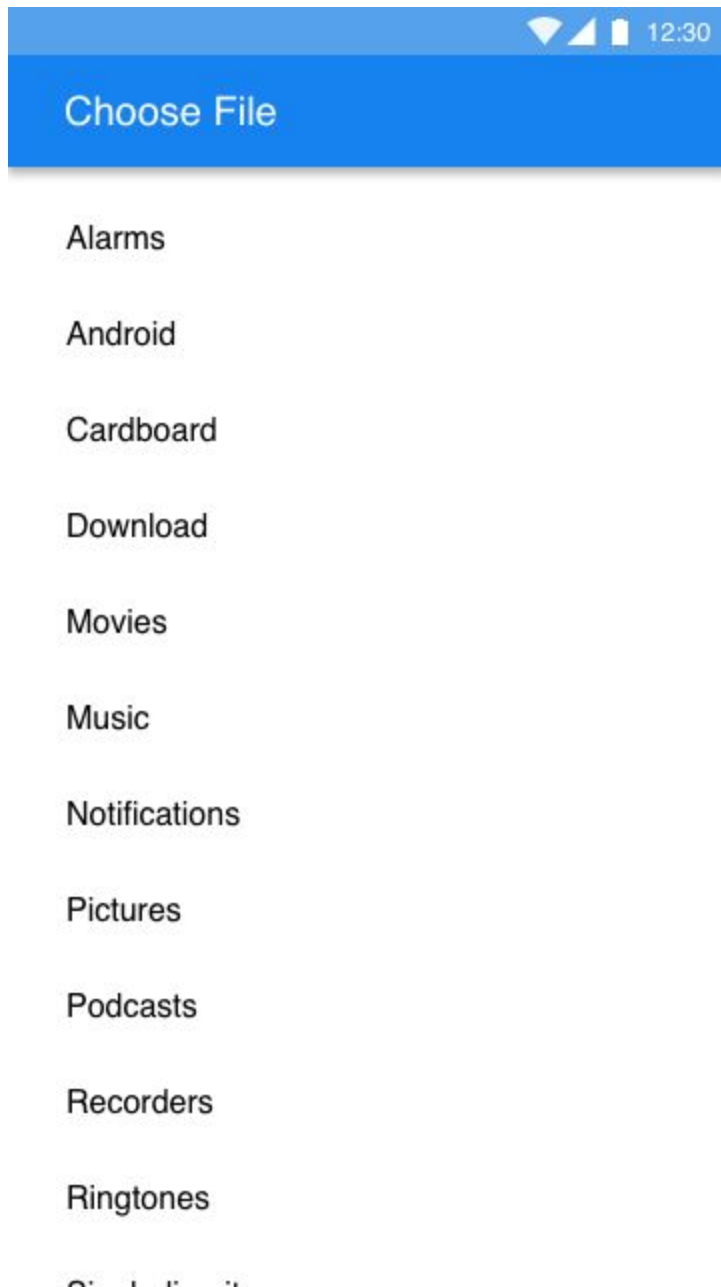 12:30
Choose File
Alarms
Android
Cardboard
Download
Movies
Music
Notifications
Pictures
Podcasts
Recorders
Ringtones